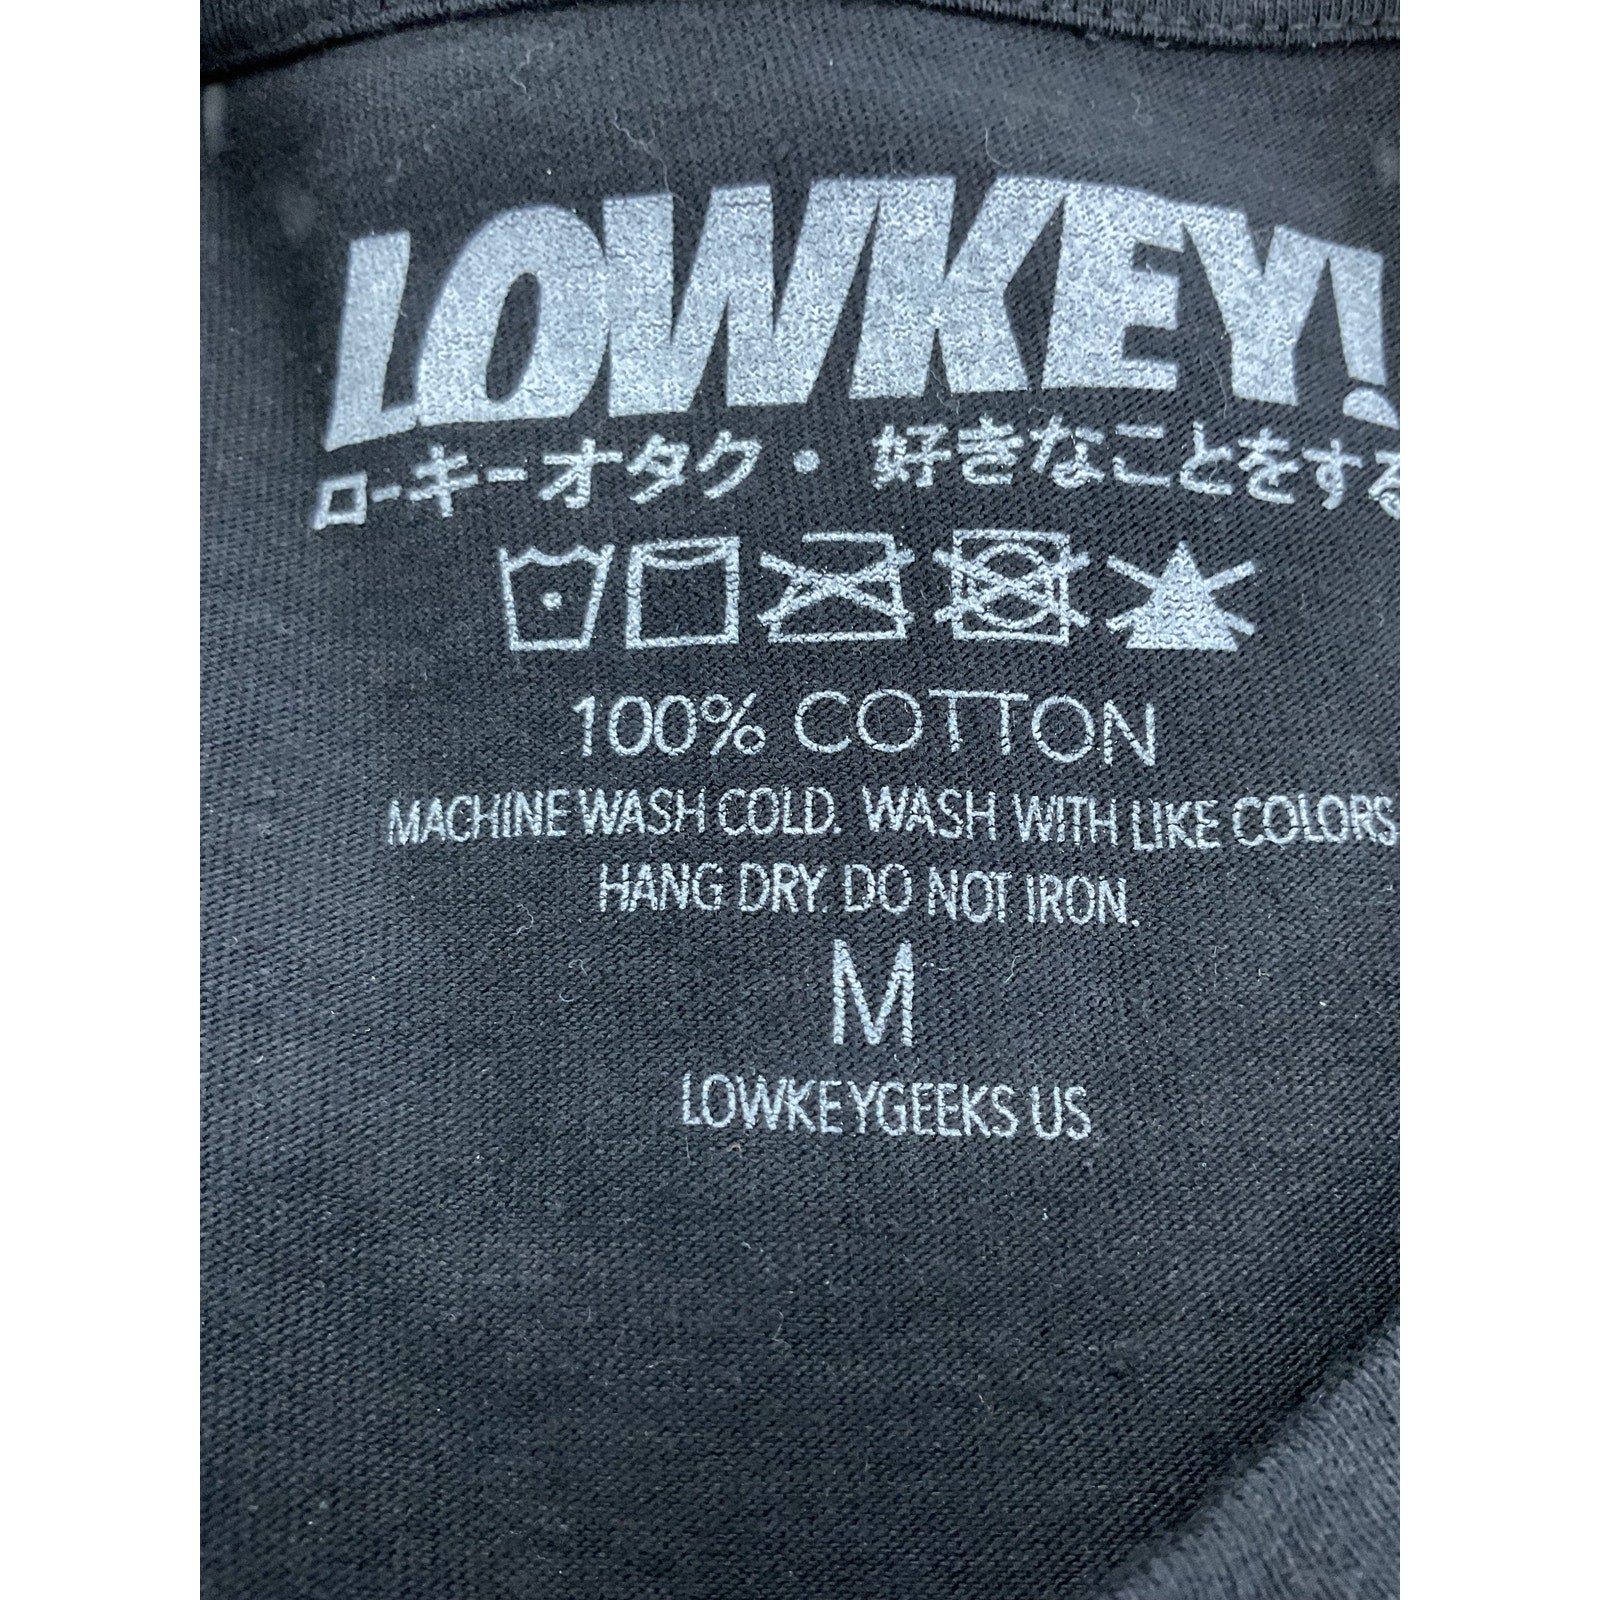 LOWKEY!
ローキーオタク・好きなことをする
100% COTTON
MACHINE WASH COLD. WASH WITH LIKE COLORS
HANG DRY. DO NOT IRON.
M
LOWKEYGEEKS US